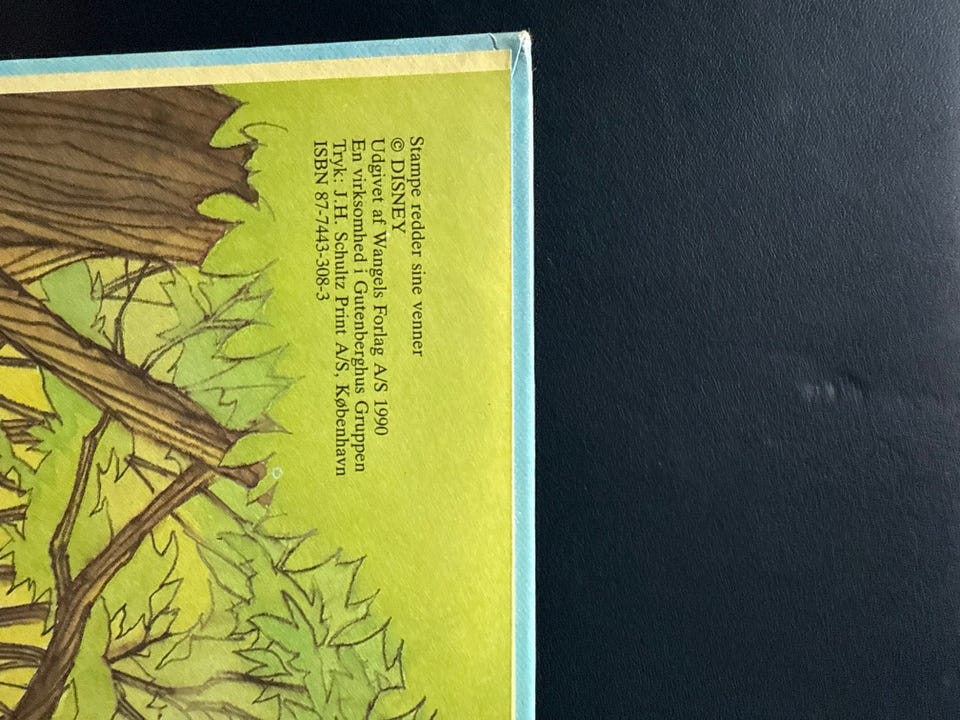 Stampe redder sine venner
© DISNEY
Udgivet af Wangels Forlag A/S 1990
En virksomhed i Gutenberghus Gruppen
Tryk: J.H. Schultz Print A/S, København
ISBN 87-7443-308-3